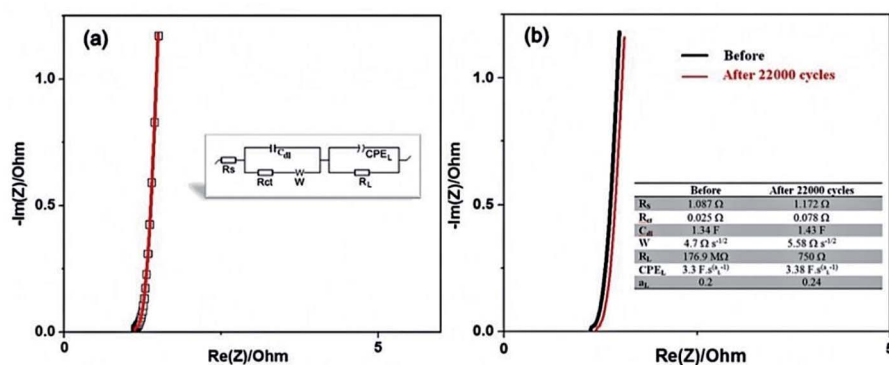 (a)
-Im(Z)/Ohm
1.0
0.5
0.0
0
5
Re(Z)/Ohm
Rs
Cdl
Rct
W
CPEL
RL
(b)
-Im(Z)/Ohm
1.0
0.5
0.0
0
5
Re(Z)/Ohm
Before
After 22000 cycles
Before After 22000 cycles
Rs 1.087 Ω 1.172 Ω
Rct 0.025 Ω 0.078 Ω
Cdl 1.34 F 1.43 F
W 4.7 Ω s-1/2 5.58 Ω s-1/2
RL 176.9 MΩ 750 Ω
CPEL 3.3 F.s(aL-1) 3.38 F.s(aL-1)
aL 0.2 0.24